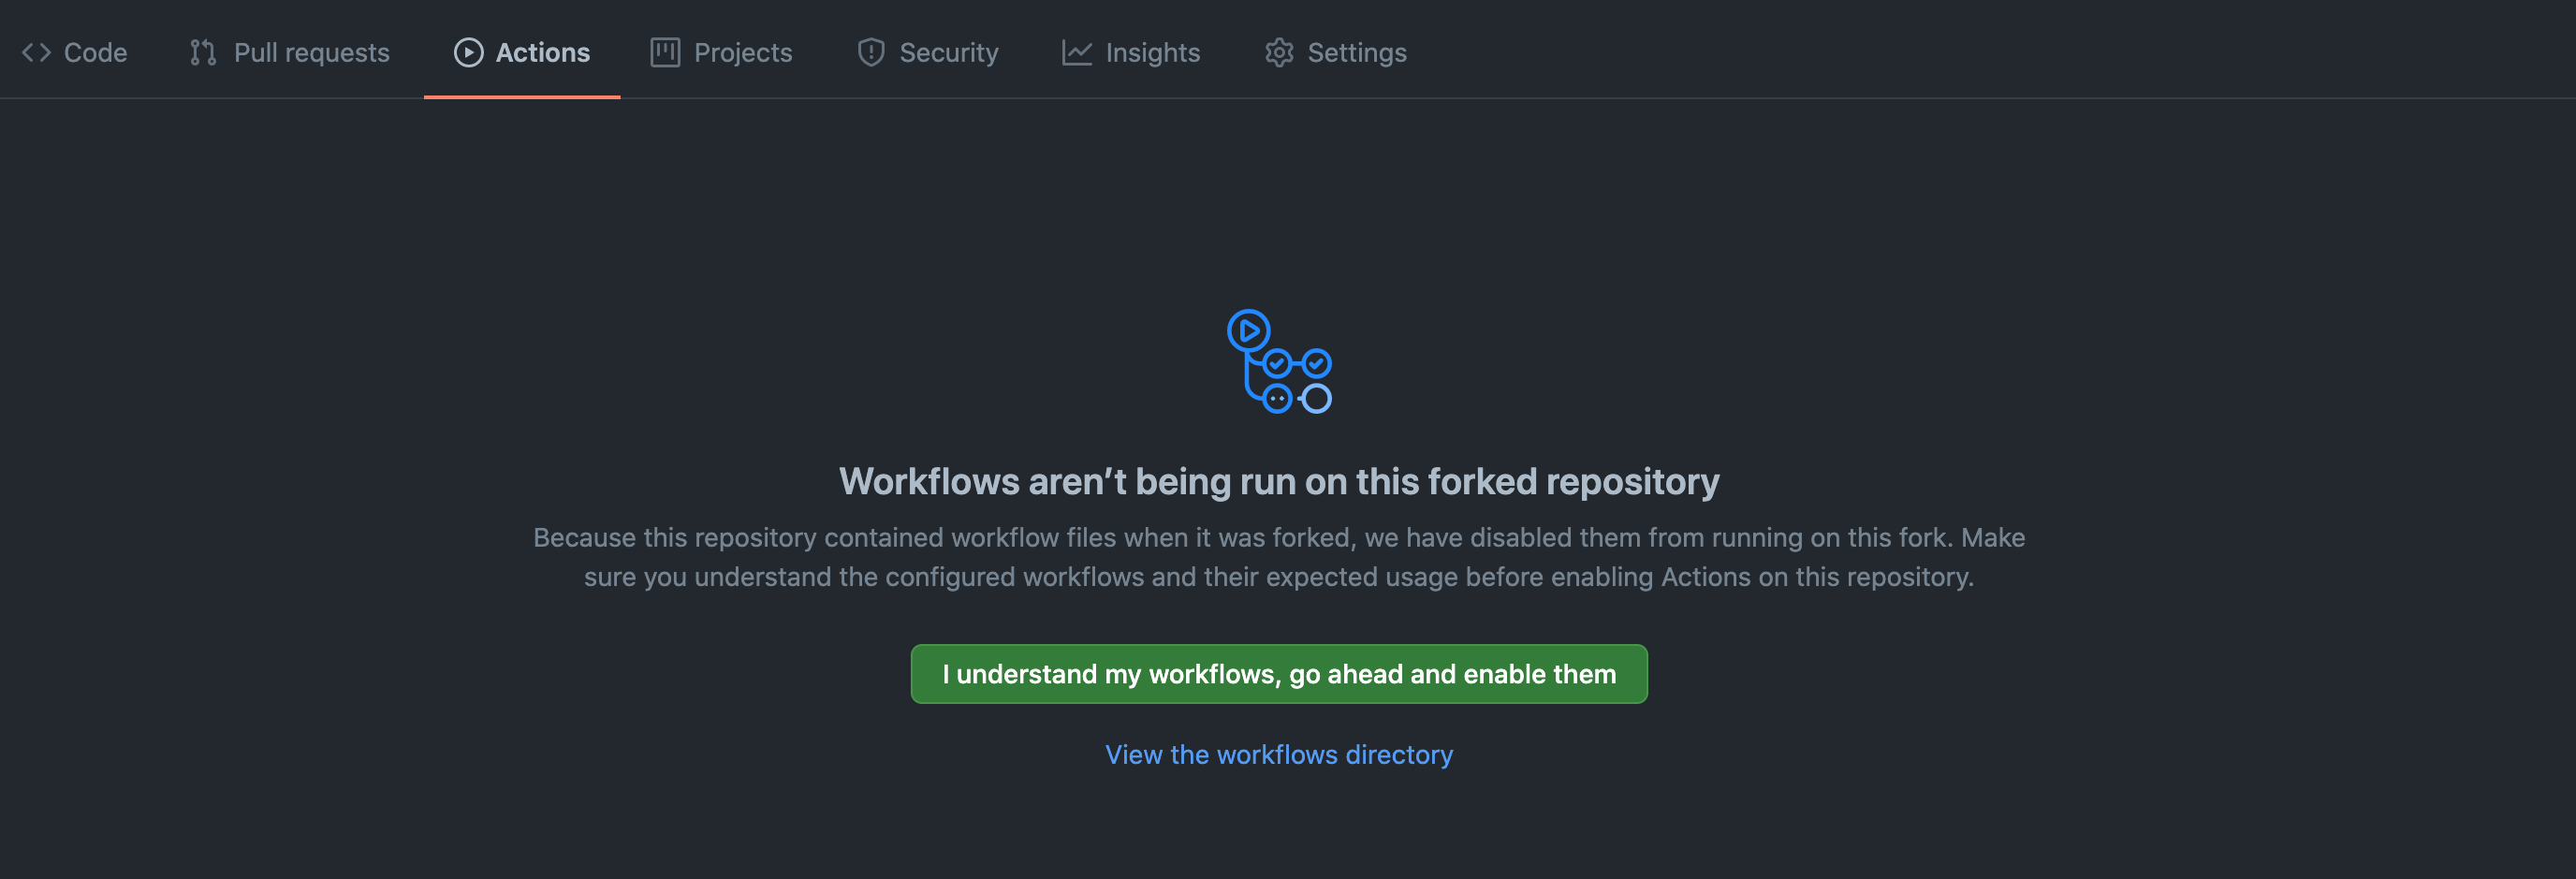 Code Pull requests Actions Projects Security Insights Settings
Workflows aren’t being run on this forked repository
Because this repository contained workflow files when it was forked, we have disabled them from running on this fork. Make
sure you understand the configured workflows and their expected usage before enabling Actions on this repository.
I understand my workflows, go ahead and enable them
View the workflows directory